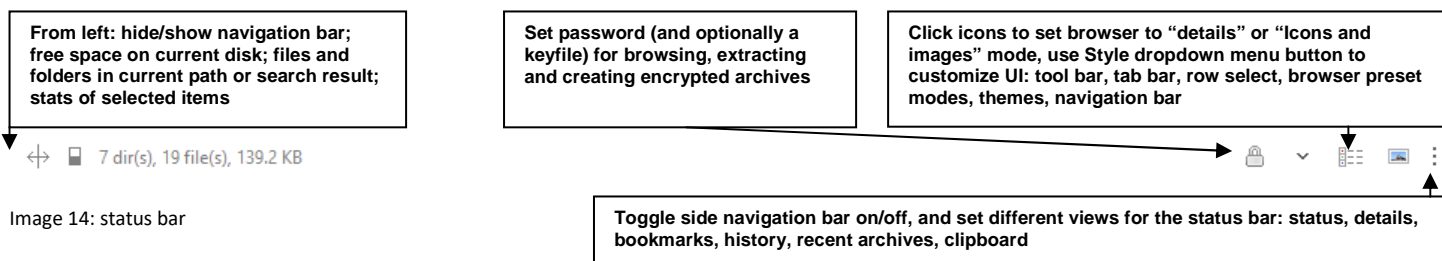 From left: hide/show navigation bar;
free space on current disk; files and
folders in current path or search result;
stats of selected items
Set password (and optionally a
keyfile) for browsing, extracting
and creating encrypted archives
Click icons to set browser to “details” or “Icons and
images” mode, use Style dropdown menu button to
customize UI: tool bar, tab bar, row select, browser preset
modes, themes, navigation bar
7 dir(s), 19 file(s), 139.2 KB
Image 14: status bar
Toggle side navigation bar on/off, and set different views for the status bar: status, details,
bookmarks, history, recent archives, clipboard